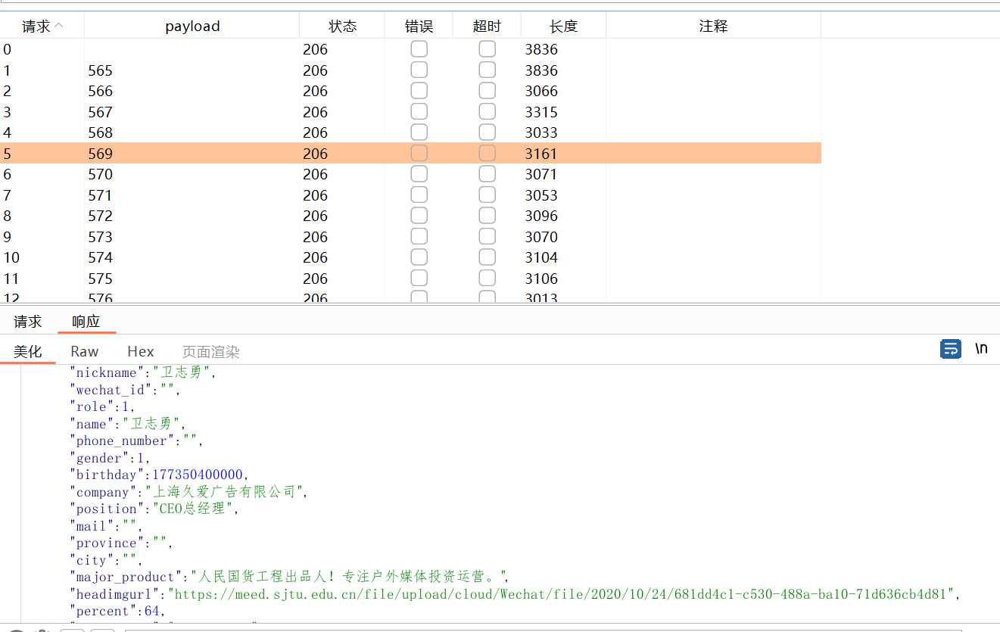 请求 payload 状态 错误 超时 长度 注释
0 206 3836
1 565 206 3836
2 566 206 3066
3 567 206 3315
4 568 206 3033
5 569 206 3161
6 570 206 3071
7 571 206 3053
8 572 206 3096
9 573 206 3070
10 574 206 3104
11 575 206 3106
12 576 206 3013
请求 响应
美化 Raw Hex 页面渲染 \n
"nickname":"卫志勇",
"wechat_id":"",
"role":1,
"name":"卫志勇",
"phone_number":"",
"gender":1,
"birthday":177350400000,
"company":"上海久爱广告有限公司",
"position":"CEO总经理",
"mail":"",
"province":"",
"city":"",
"major_product":"人民国货工程出品人！专注户外媒体投资运营。",
"headimgurl":"https://meed.sjtu.edu.cn/file/upload/cloud/Wechat/file/2020/10/24/681dd4c1-c530-488a-ba10-71d636cb4d81",
"percent":64,